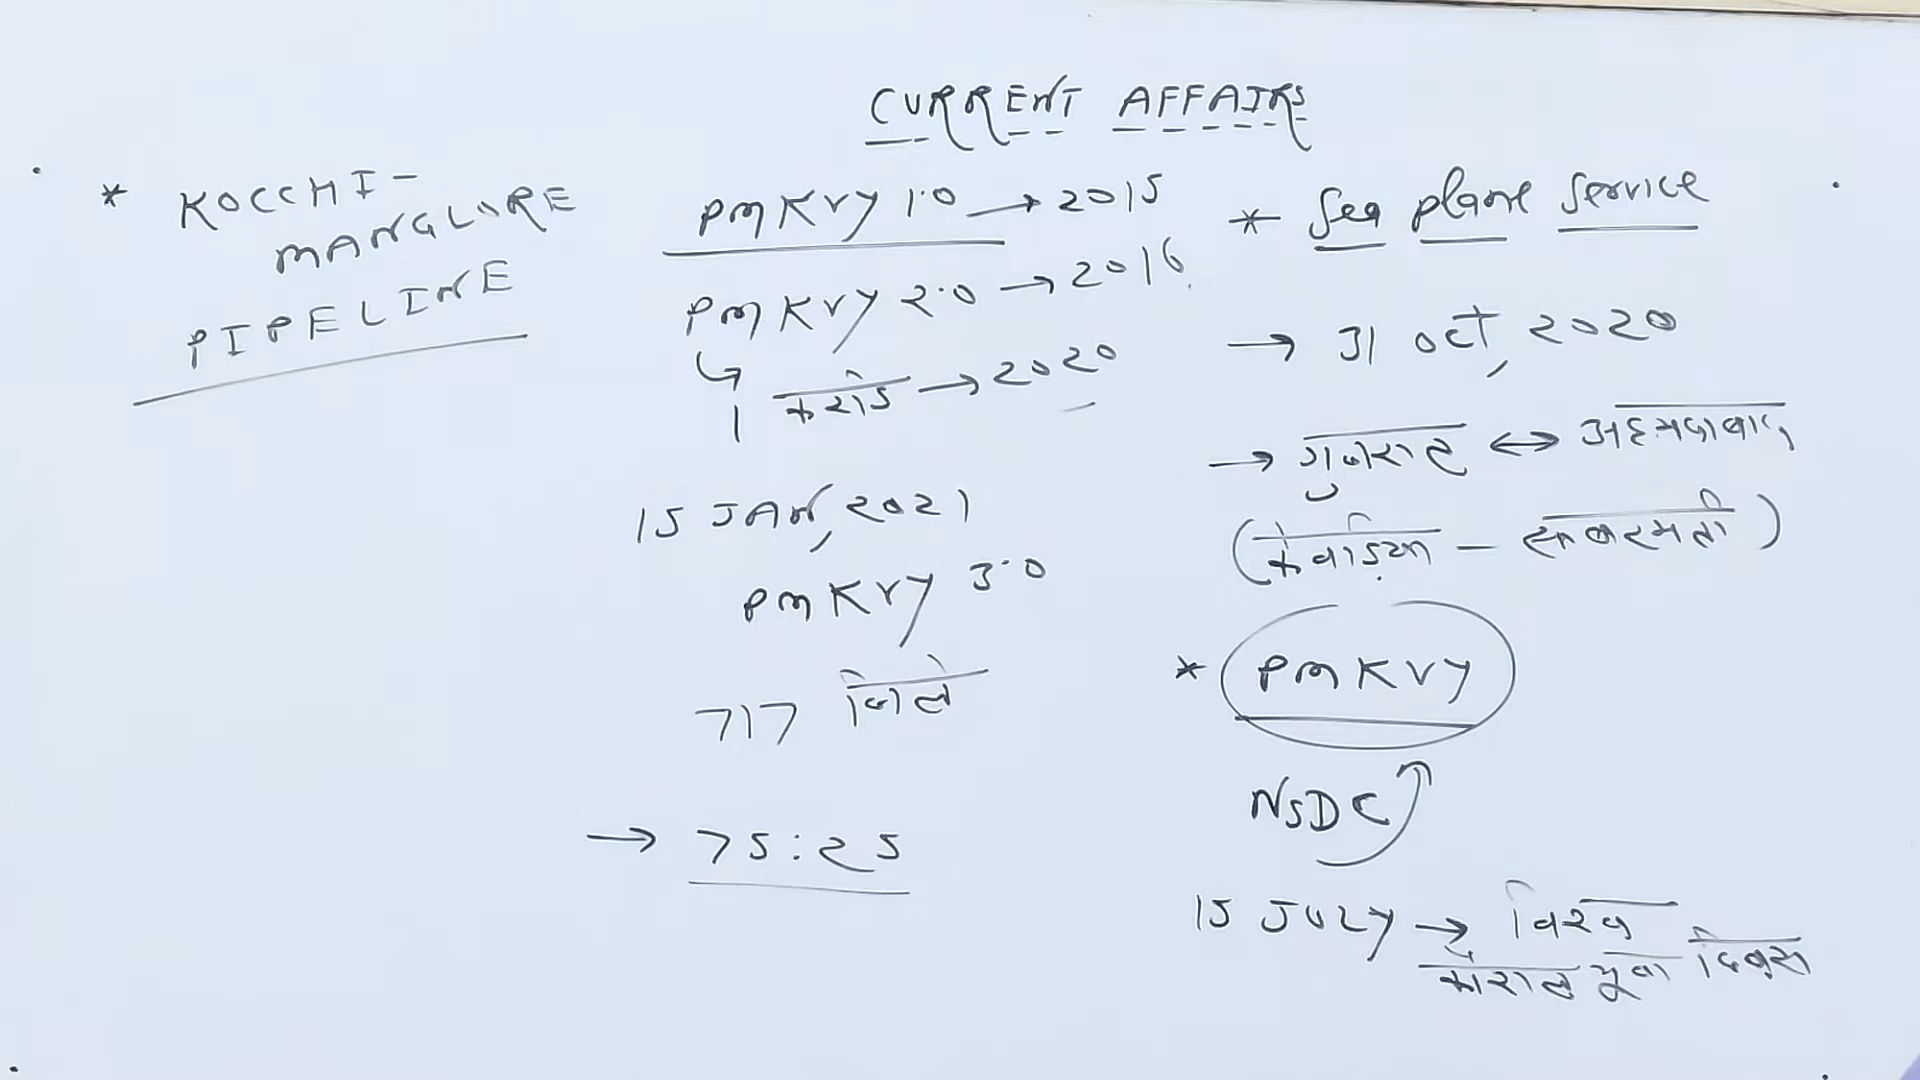 CURRENT AFFAIRS
* KOCCHI-
MANGLORE
PIPELINE
PMKVY 1.0 → 2015
PMKVY 2.0 → 2016
↳ 1 करोड → 2020
15 JAN, 2021
PMKVY 3.0
717 जिले
→ 75:25
* Sea plane Service
→ 31 Oct, 2020
→ गुजरात ↔ अहमदाबाद
(केवाडिया - साबरमती)
* PMKVY
NSDC
15 JULY → विश्व
कौशल युवा दिवस